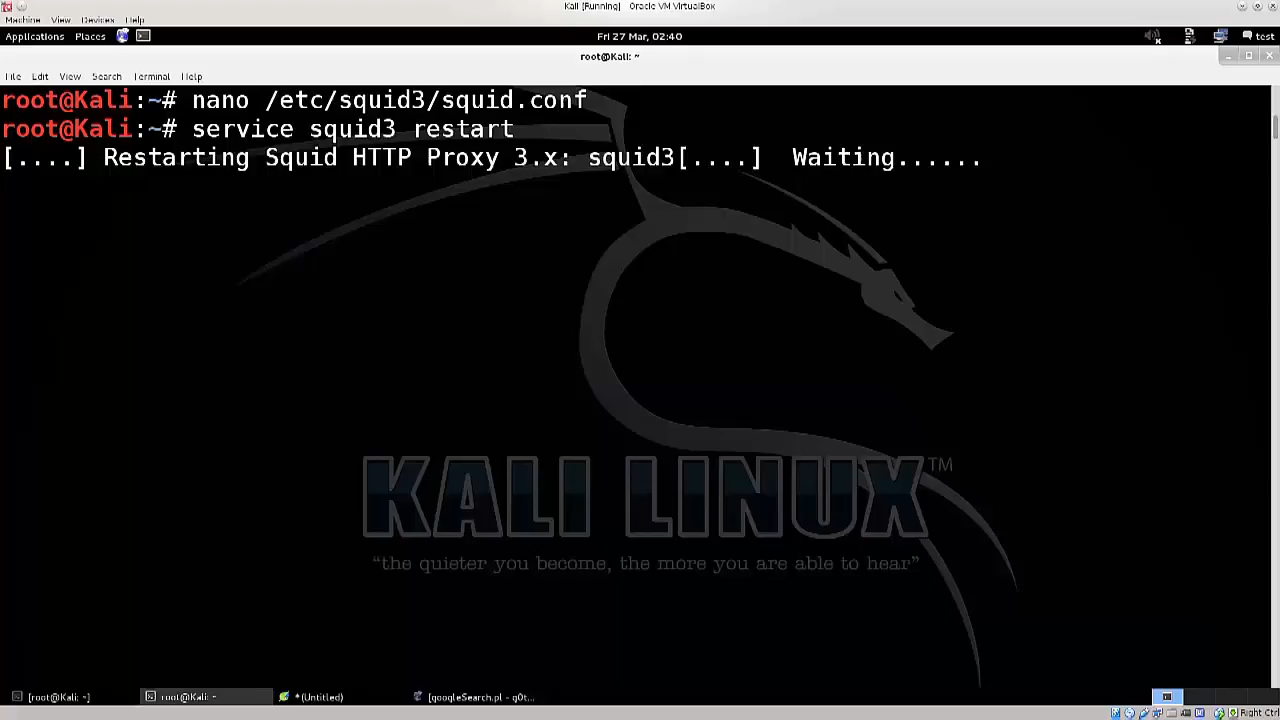 Kali [Running] - Oracle VM VirtualBox
Machine View Devices Help
Applications Places Fri 27 Mar, 02:40 test
root@Kali: ~
File Edit View Search Terminal Help
root@Kali:~# nano /etc/squid3/squid.conf
root@Kali:~# service squid3 restart
[....] Restarting Squid HTTP Proxy 3.x: squid3[....]  Waiting......
KALI LINUX™
“the quieter you become, the more you are able to hear”
[root@Kali: ~] root@Kali: ~ *(Untitled) [googleSearch.pl - g0t...
Right Ctrl